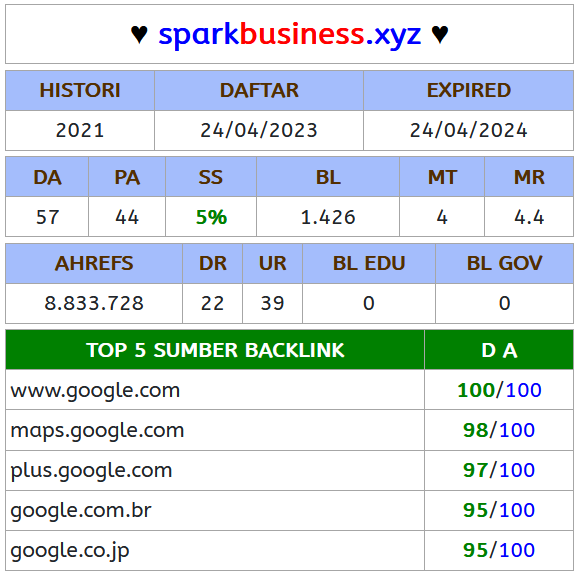 ♥ sparkbusiness.xyz ♥
HISTORI DAFTAR EXPIRED
2021 24/04/2023 24/04/2024
DA PA SS BL MT MR
57 44 5% 1.426 4 4.4
AHREFS DR UR BL EDU BL GOV
8.833.728 22 39 0 0
TOP 5 SUMBER BACKLINK D A
www.google.com 100/100
maps.google.com 98/100
plus.google.com 97/100
google.com.br 95/100
google.co.jp 95/100